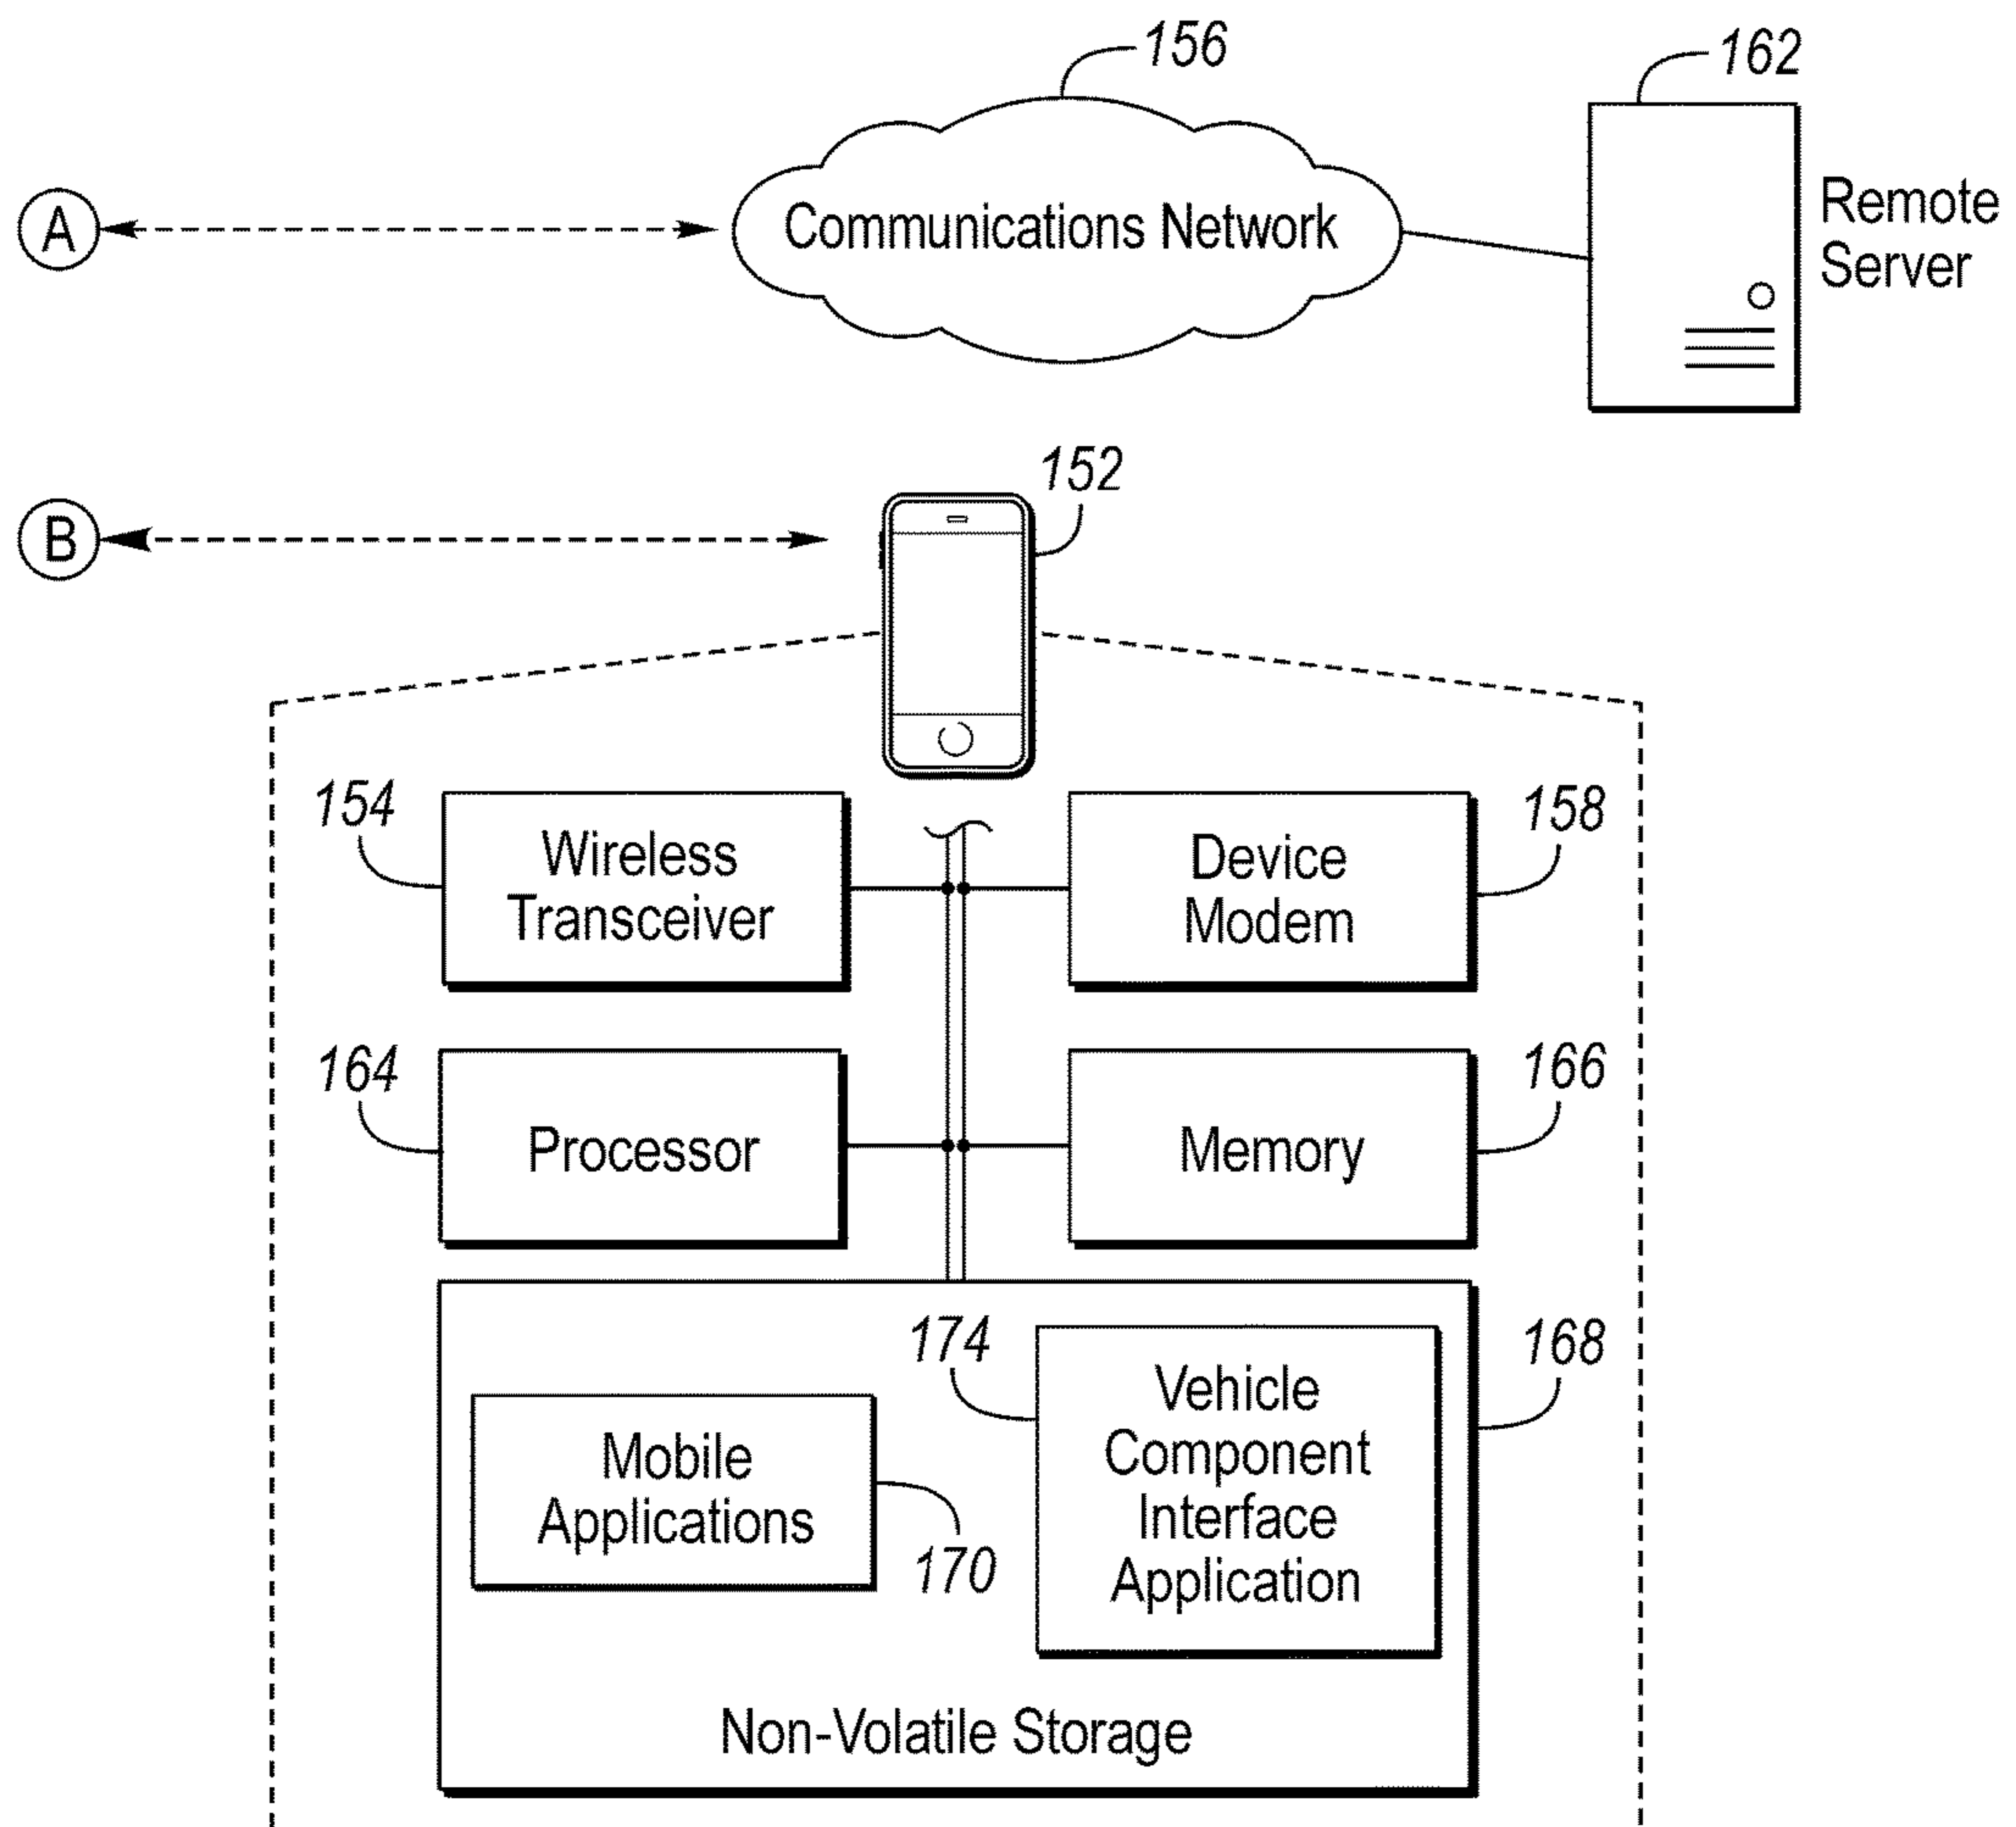 156
162
A
Communications Network
Remote
Server
152
B
154
Wireless
Transceiver
Device
Modem
158
164
Processor
Memory
166
174
Vehicle
Component
Interface
Application
168
Mobile
Applications
170
Non-Volatile Storage